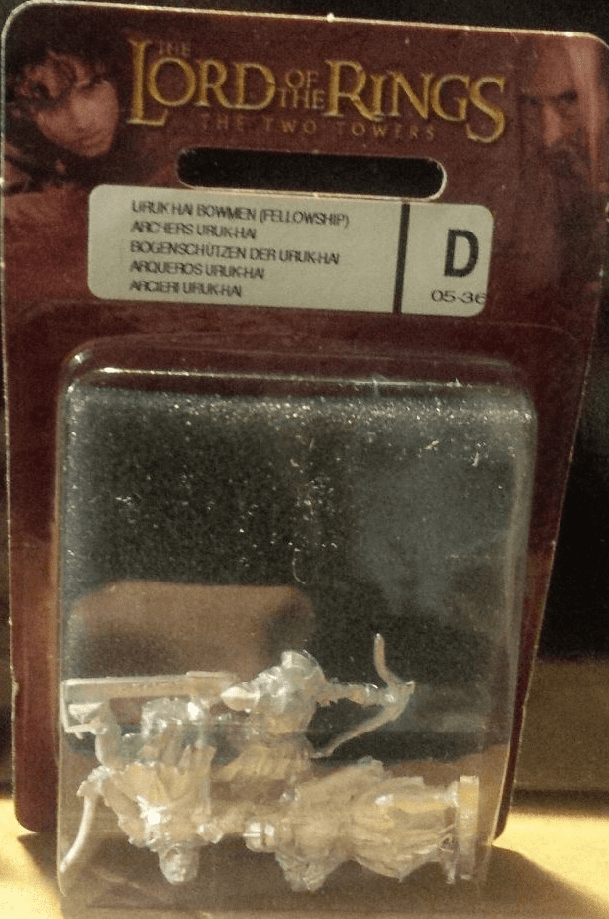 THE
LORD OF THE RINGS
THE TWO TOWERS
URUK HAI BOWMEN (FELLOWSHIP)
ARCHERS URUK-HAI
BOGENSCHÜTZEN DER URUK-HAI
ARQUEROS URUK-HAI
ARCIERI URUK-HAI
D
05-36